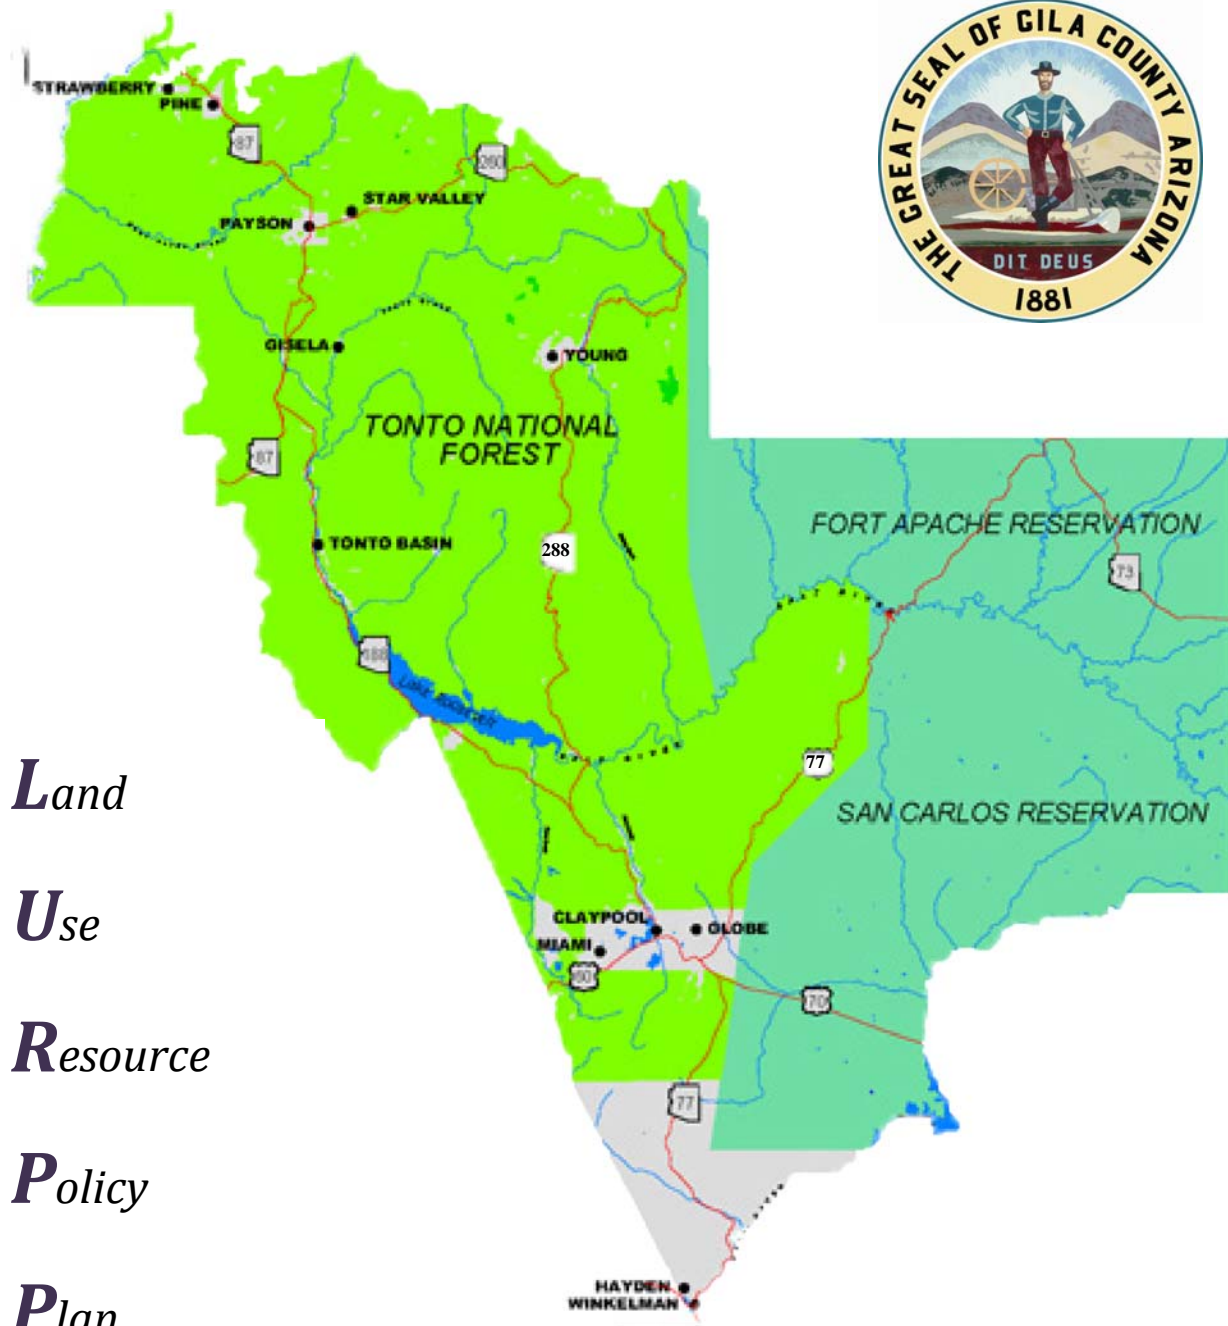 THE GREAT SEAL OF GILA COUNTY ARIZONA
DIT DEUS
1881
STRAWBERRY
PINE
87
260
STAR VALLEY
PAYSON
GISELA
YOUNG
TONTO NATIONAL
FOREST
87
FORT APACHE RESERVATION
TONTO BASIN
288
73
188
LAKE ROOSEVELT
77
SAN CARLOS RESERVATION
Land
Use
Resource
Policy
Plan
CLAYPOOL
GLOBE
MIAMI
60
70
77
HAYDEN
WINKELMAN